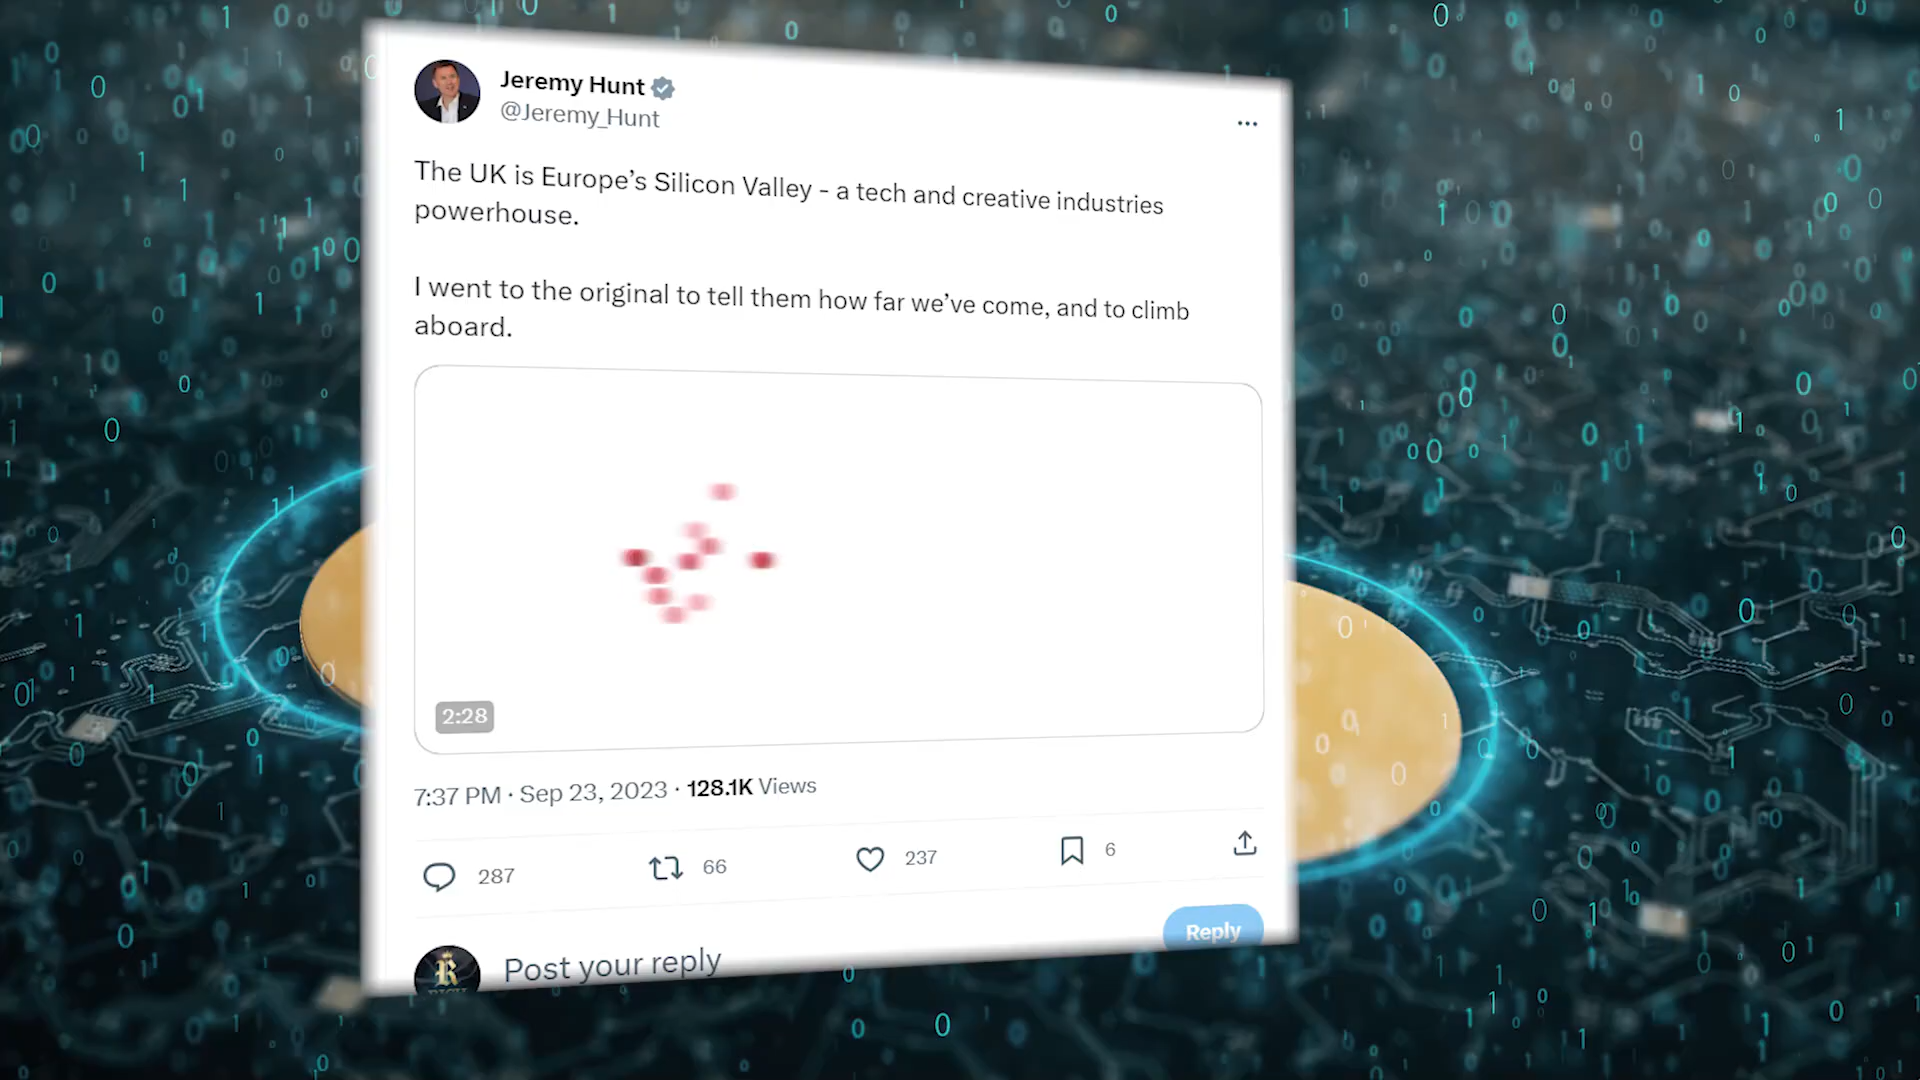 Jeremy Hunt
@Jeremy_Hunt
The UK is Europe’s Silicon Valley - a tech and creative industries
powerhouse.
I went to the original to tell them how far we’ve come, and to climb
aboard.
2:28
7:37 PM · Sep 23, 2023 · 128.1K Views
287 66 237 6
Reply
R Post your reply